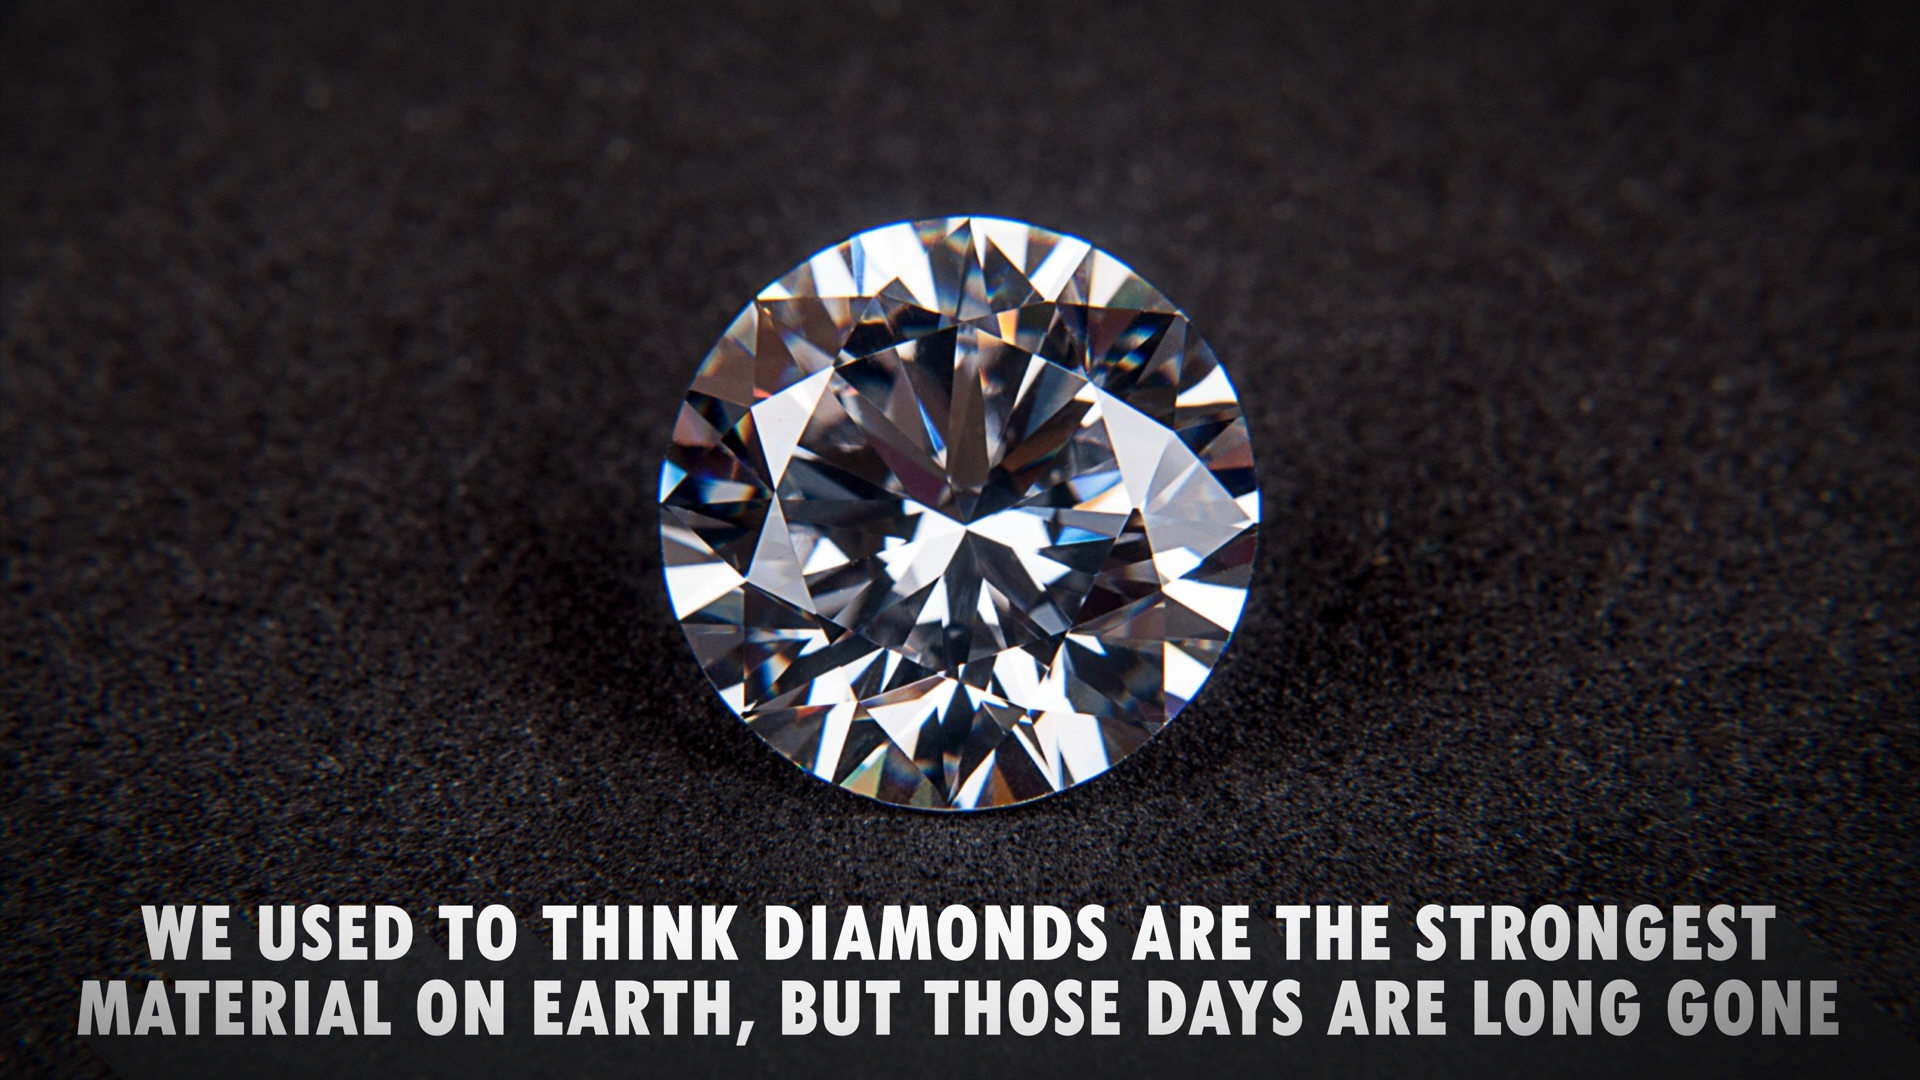 WE USED TO THINK DIAMONDS ARE THE STRONGEST
MATERIAL ON EARTH, BUT THOSE DAYS ARE LONG GONE